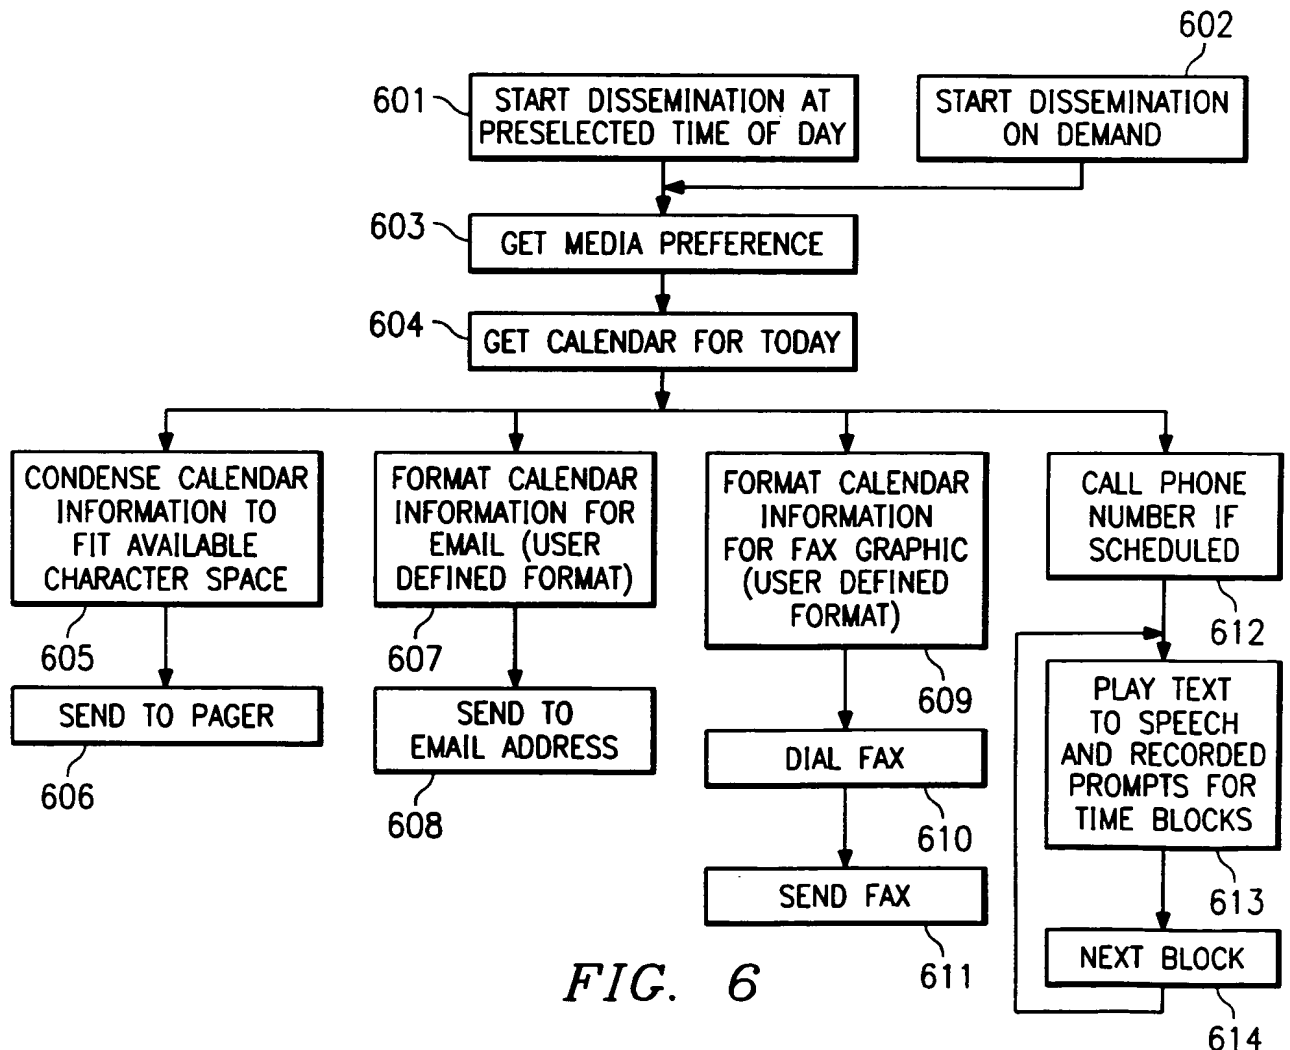 602
601
START DISSEMINATION AT
PRESELECTED TIME OF DAY
START DISSEMINATION
ON DEMAND
603
GET MEDIA PREFERENCE
604
GET CALENDAR FOR TODAY
CONDENSE CALENDAR
INFORMATION TO
FIT AVAILABLE
CHARACTER SPACE
605
SEND TO PAGER
606
FORMAT CALENDAR
INFORMATION FOR
EMAIL (USER
DEFINED FORMAT)
607
SEND TO
EMAIL ADDRESS
608
FORMAT CALENDAR
INFORMATION
FOR FAX GRAPHIC
(USER DEFINED
FORMAT)
609
DIAL FAX
610
SEND FAX
611
CALL PHONE
NUMBER IF
SCHEDULED
612
PLAY TEXT
TO SPEECH
AND RECORDED
PROMPTS FOR
TIME BLOCKS
613
NEXT BLOCK
614
FIG. 6